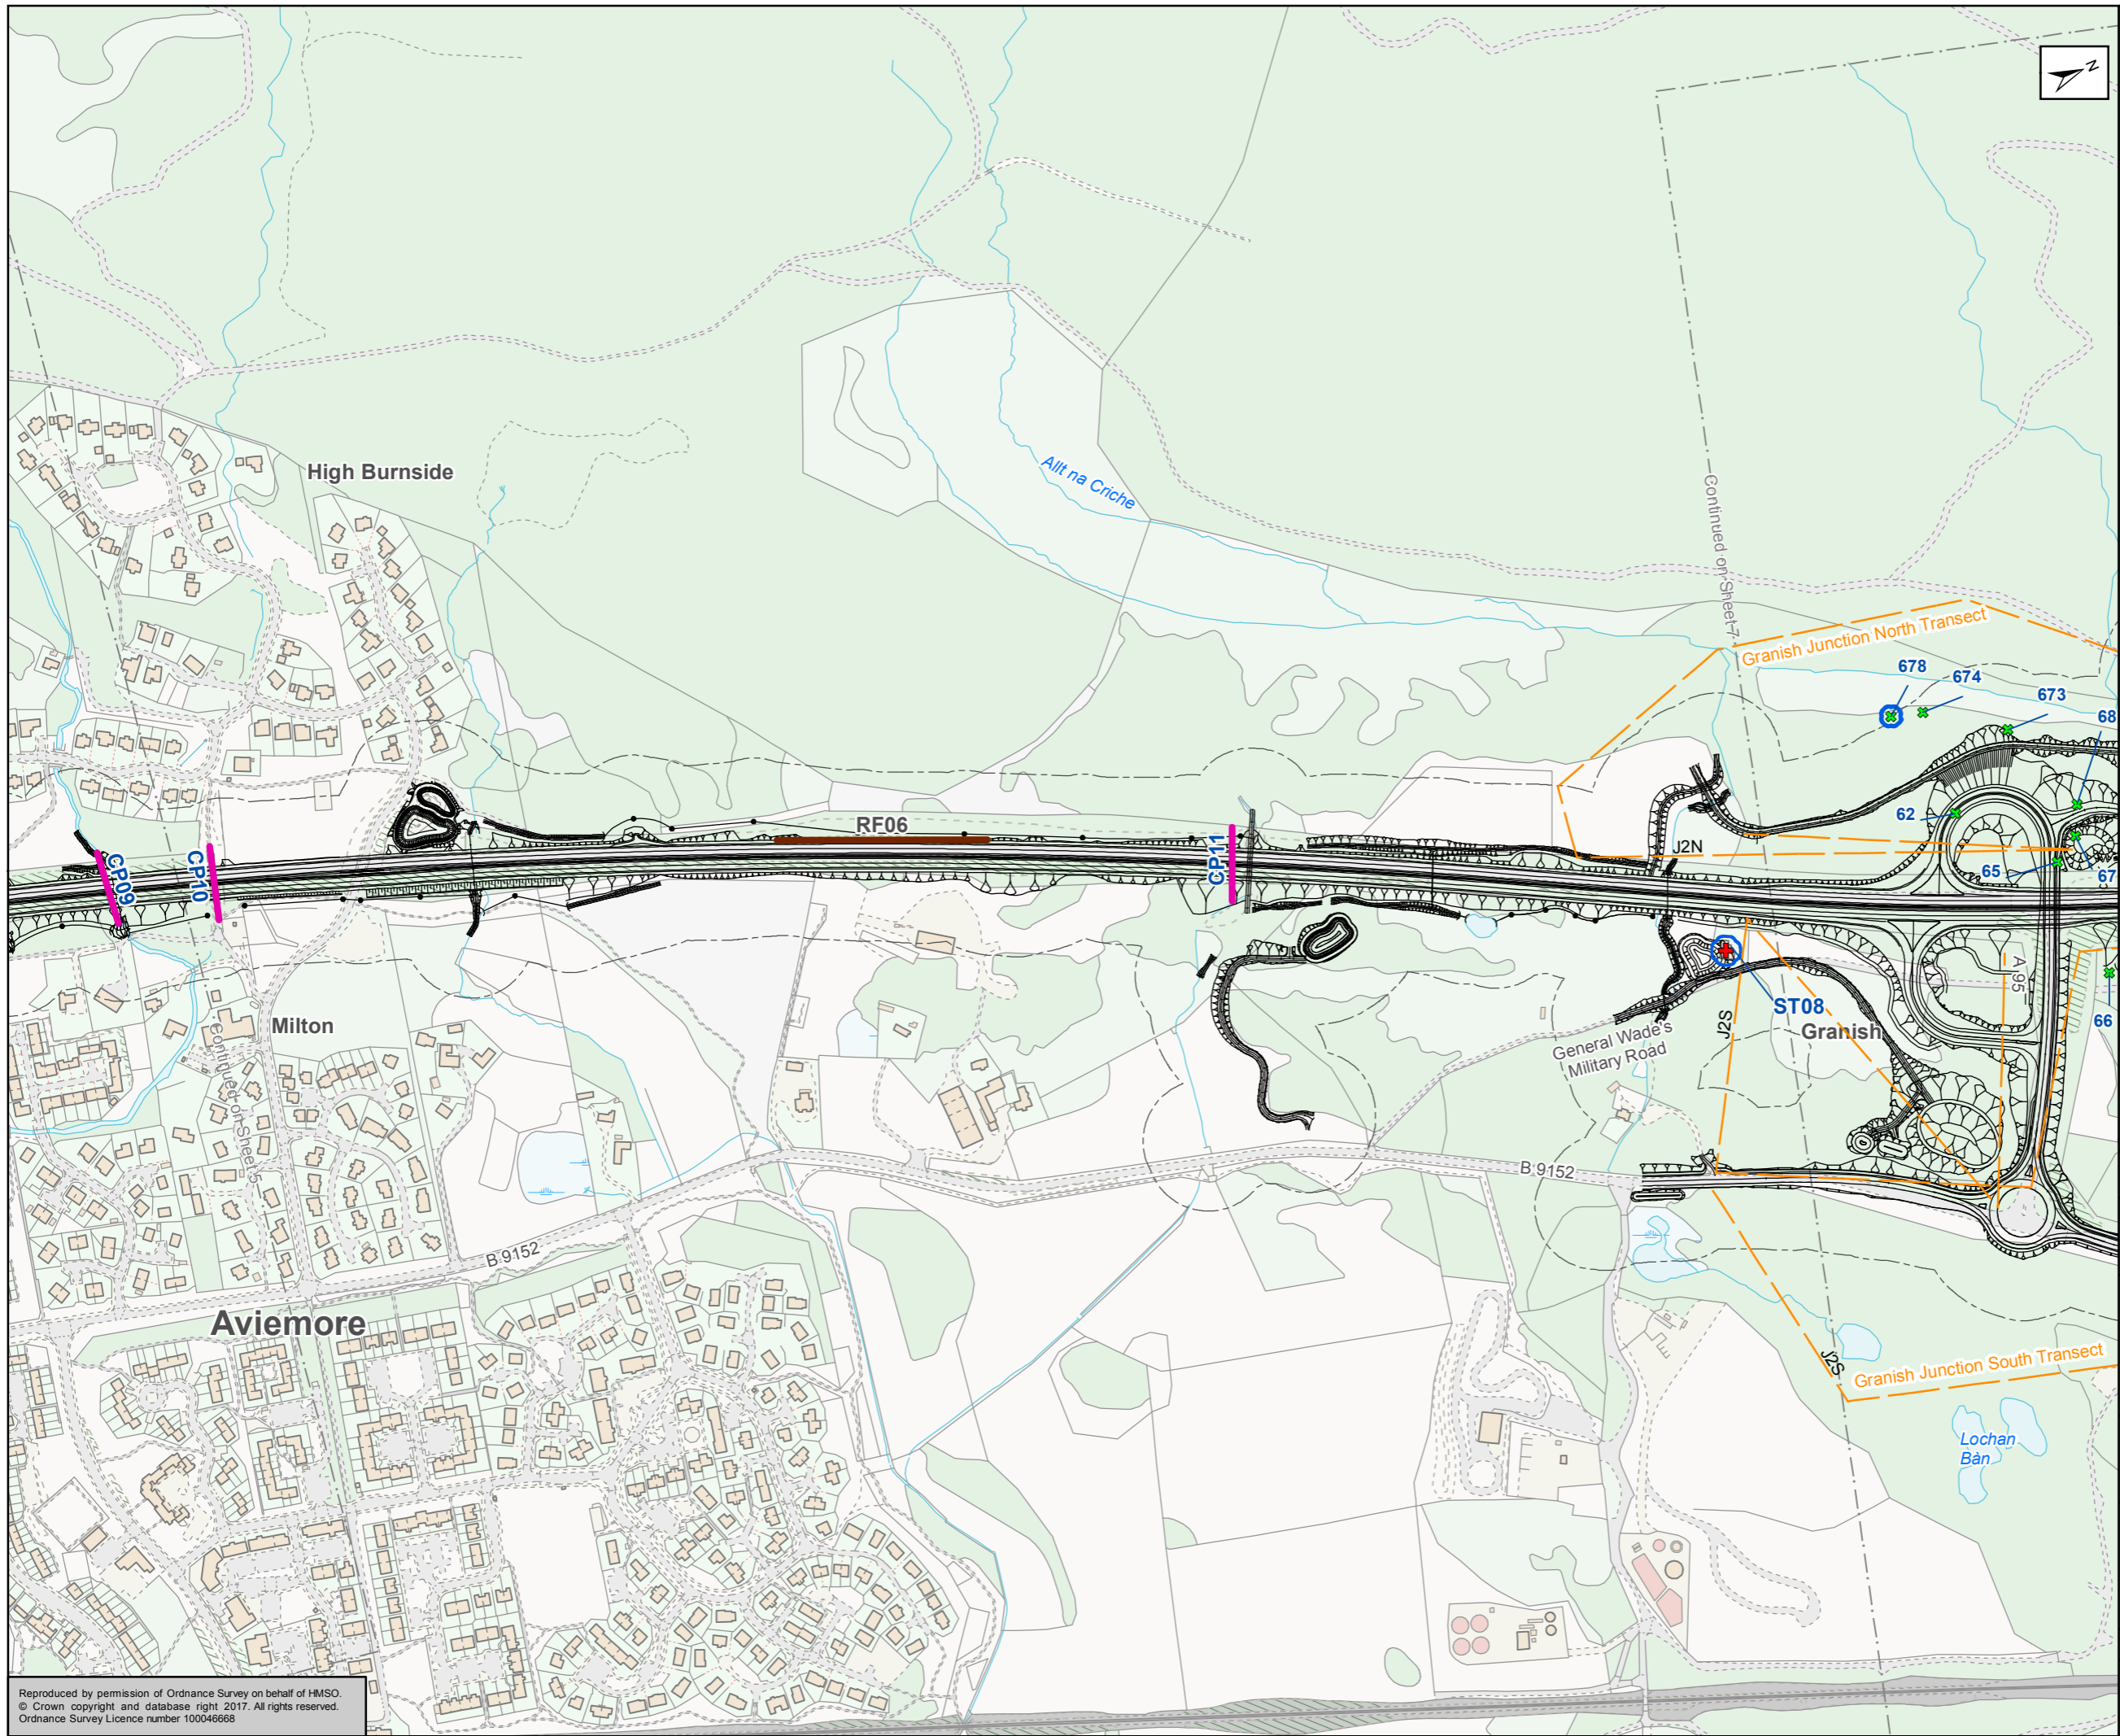 N
High Burnside
Allt na Criche
Continued on Sheet 7
Granish Junction North Transect
678
674
673
68
62
65
67
66
RF06
CP09
CP10
CP11
J2N
A 95
ST08
Granish
J2S
General Wade's
Military Road
Milton
Continued on Sheet 5
B 9152
B 9152
Aviemore
J2S
Granish Junction South Transect
Lochan
Bàn
Reproduced by permission of Ordnance Survey on behalf of HMSO.
© Crown copyright and database right 2017. All rights reserved.
Ordnance Survey Licence number 100046668